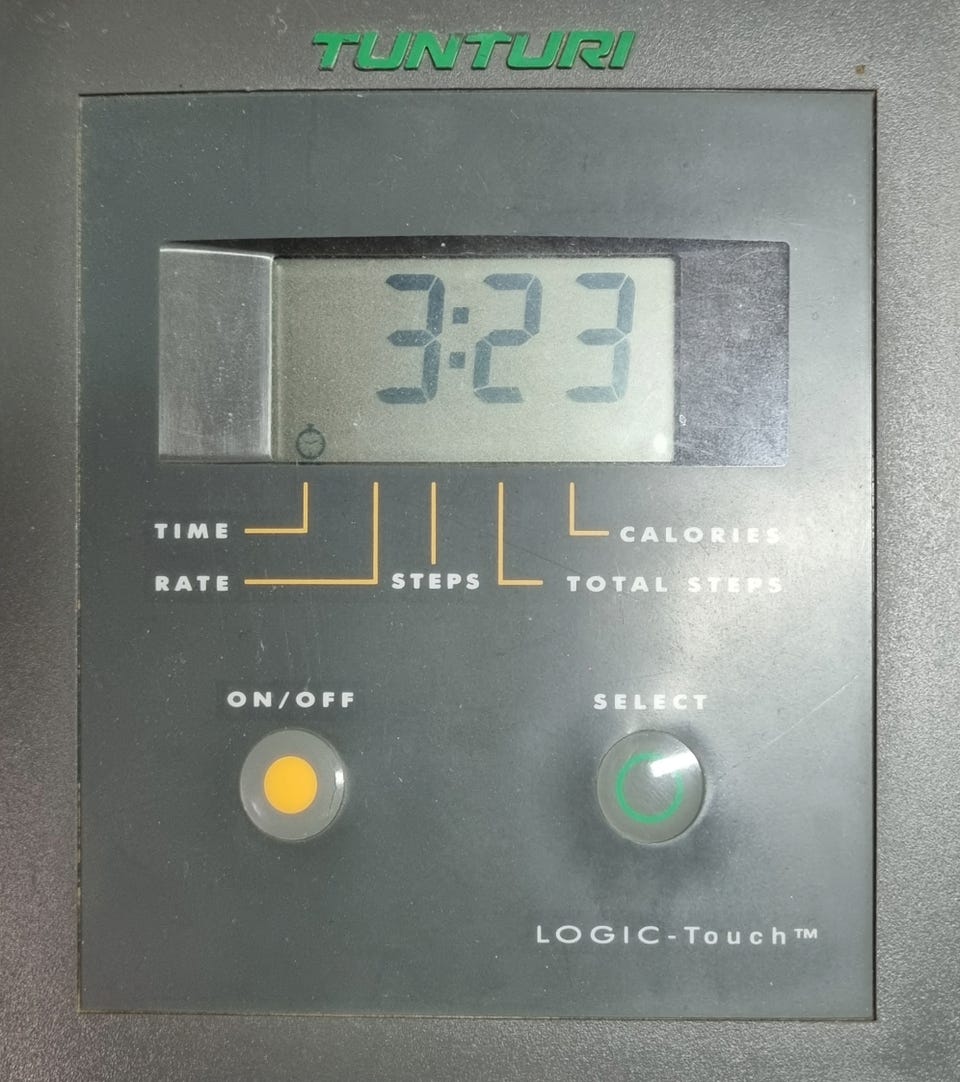 TUNTURI
3:23
TIME
CALORIES
RATE
STEPS
TOTAL STEPS
ON/OFF
SELECT
LOGIC-Touch™